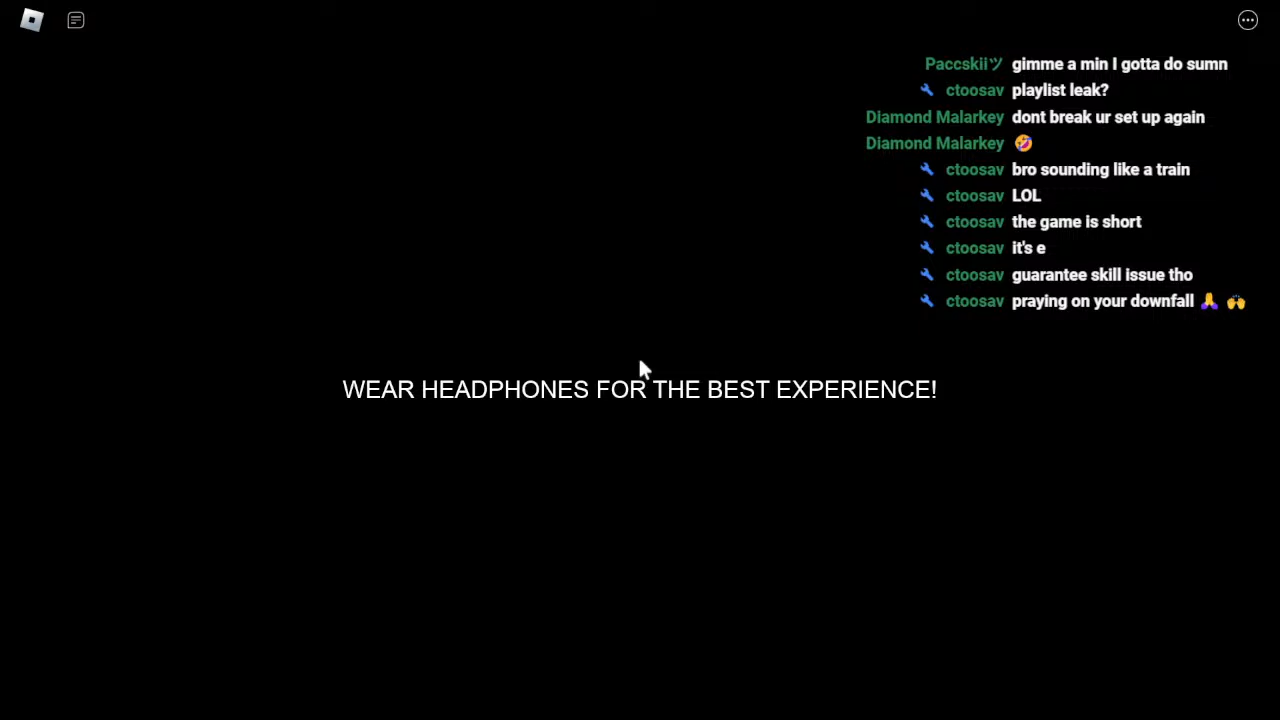 Paccskiiツ gimme a min I gotta do sumn
ctoosav playlist leak?
Diamond Malarkey dont break ur set up again
Diamond Malarkey 🤣
ctoosav bro sounding like a train
ctoosav LOL
ctoosav the game is short
ctoosav it's e
ctoosav guarantee skill issue tho
ctoosav praying on your downfall 🙏 🙌
WEAR HEADPHONES FOR THE BEST EXPERIENCE!